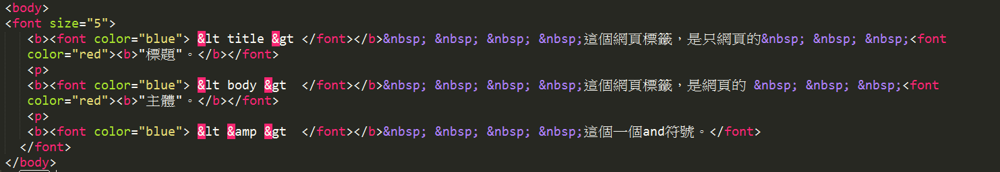 <body>
<font size="5">
<b><font color="blue"> &lt title &gt </font></b>&nbsp; &nbsp; &nbsp; &nbsp;這個網頁標籤，是只網頁的&nbsp; &nbsp; &nbsp;<font
color="red"><b>"標題"。</b></font>
<p>
<b><font color="blue"> &lt body &gt  </font></b>&nbsp; &nbsp; &nbsp; &nbsp;這個網頁標籤，是網頁的 &nbsp; &nbsp; &nbsp;<font
color="red"><b>"主體"。</b></font>
<p>
<b><font color="blue"> &lt &amp &gt  </font></b>&nbsp; &nbsp; &nbsp; &nbsp;這個一個and符號。</font>
</font>
</body>